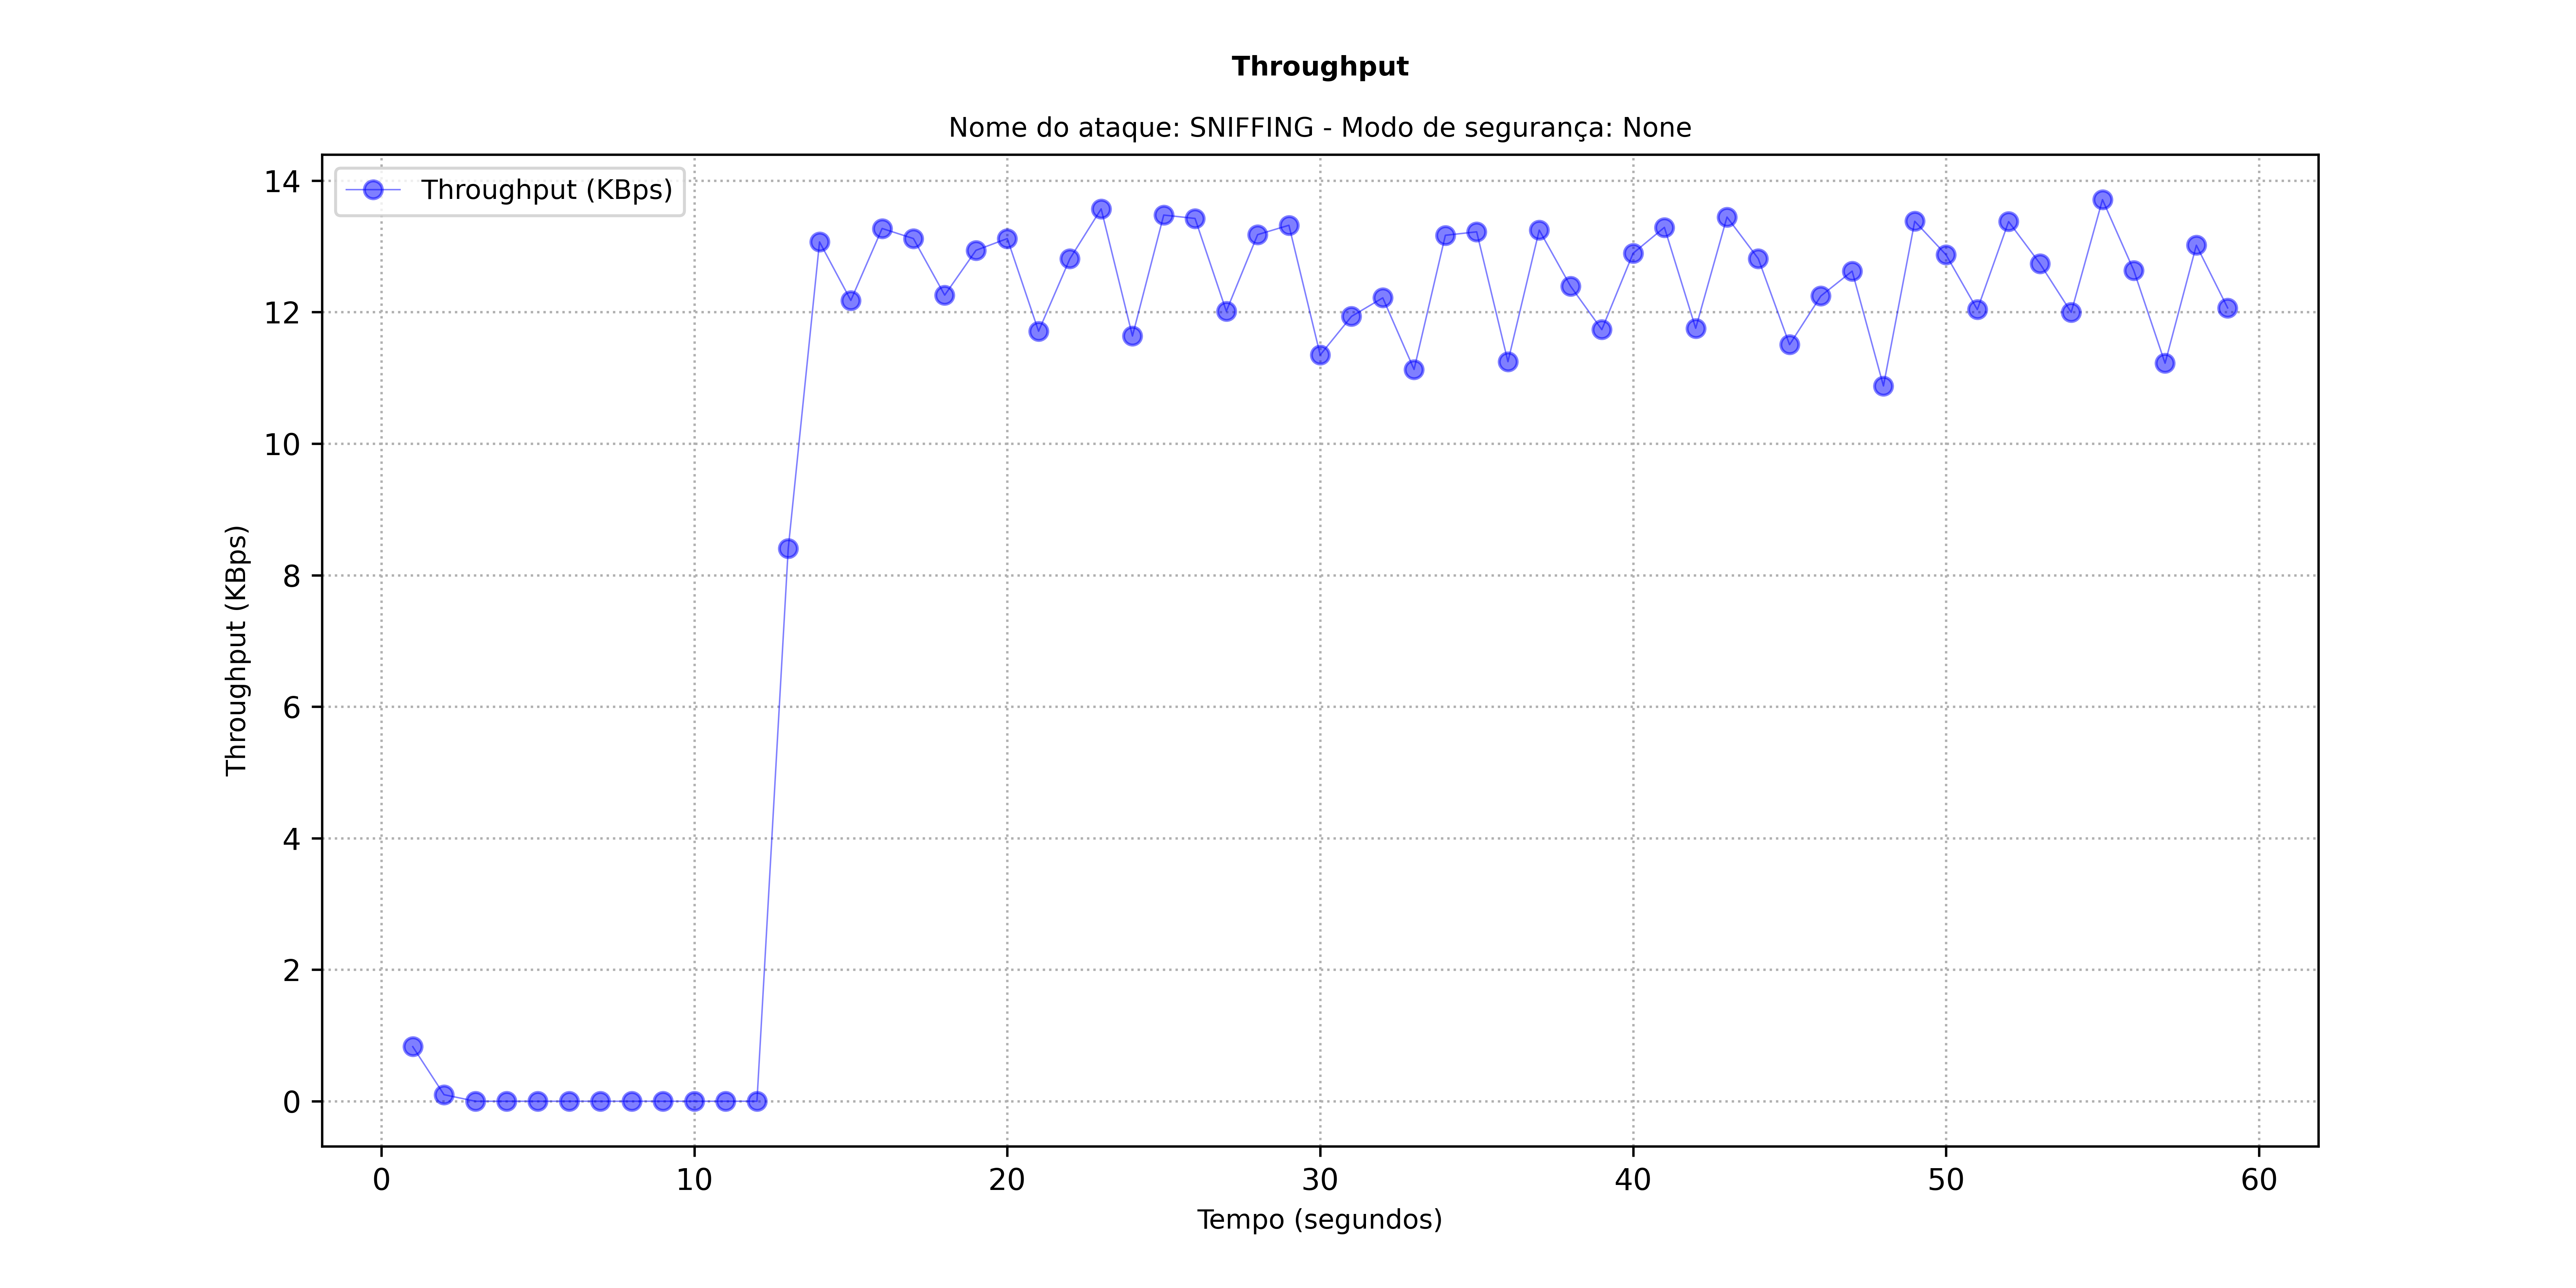 Throughput
Nome do ataque: SNIFFING - Modo de segurança: None
Throughput (KBps)
14
12
10
8
6
4
2
0
Throughput (KBps)
0 10 20 30 40 50 60
Tempo (segundos)